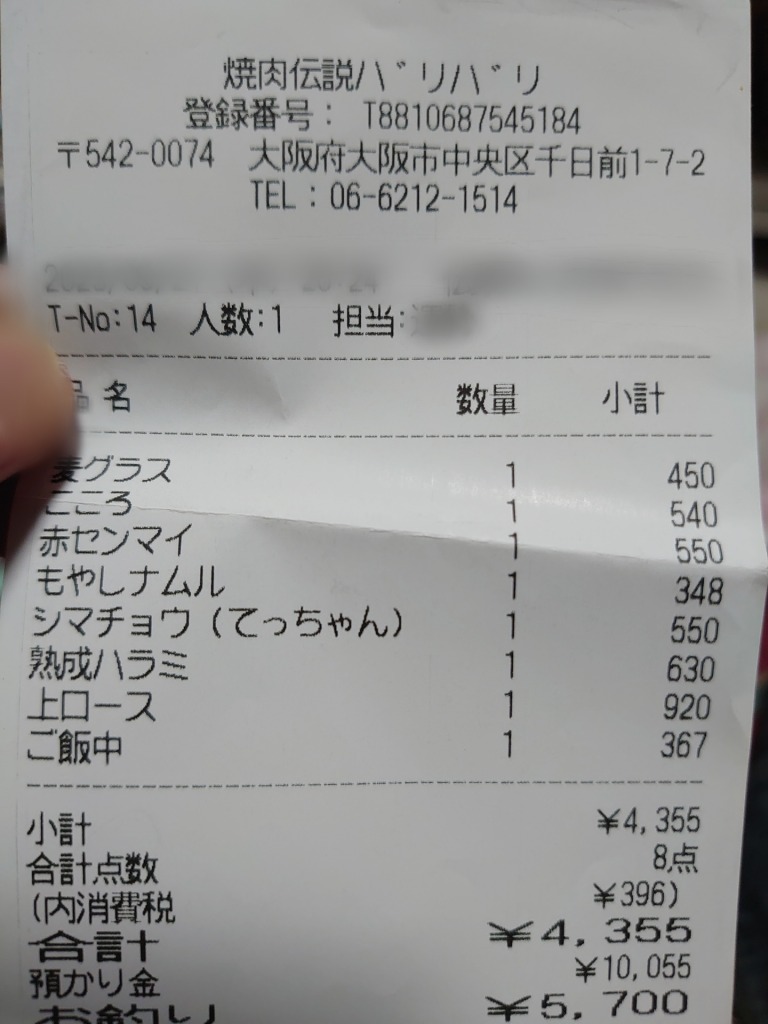 焼肉伝説バリバリ
登録番号： T8810687545184
〒542-0074 大阪府大阪市中央区千日前1-7-2
TEL：06-6212-1514
T-No:14 人数:1 担当:
品 名 数量 小計
麦グラス 1 450
こころ 1 540
赤センマイ 1 550
もやしナムル 1 348
シマチョウ（てっちゃん） 1 550
熟成ハラミ 1 630
上ロース 1 920
ご飯中 1 367
小計 ¥4,355
合計点数 8点
(内消費税 ¥396)
合計 ¥4,355
預かり金 ¥10,055
お釣り ¥5,700